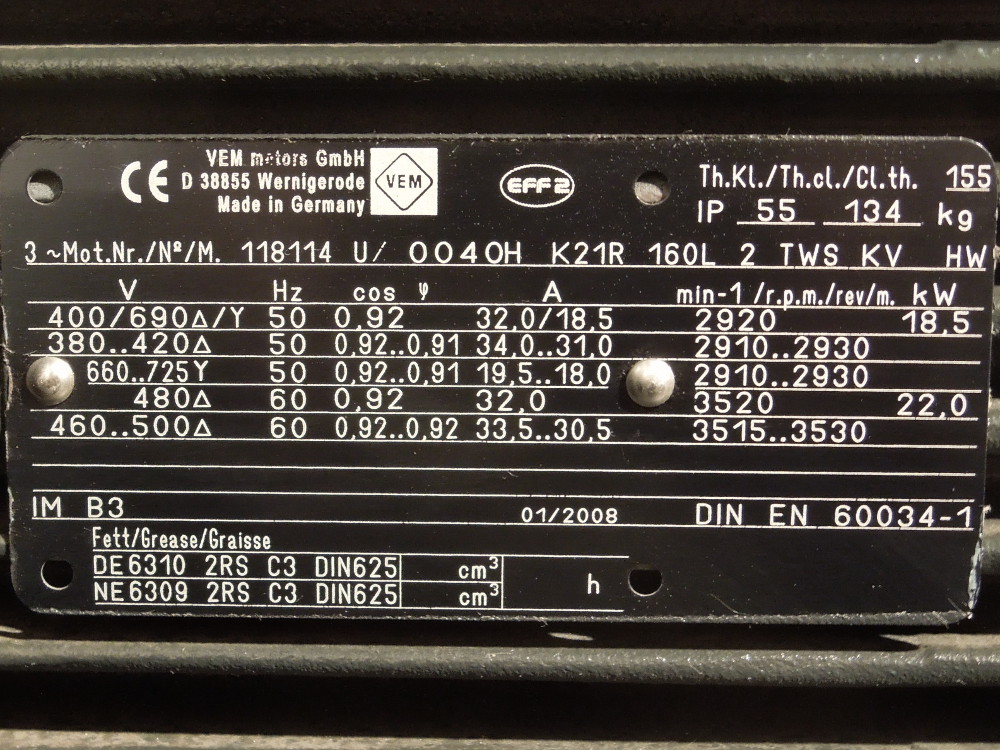 VEM motors GmbH
D 38855 Wernigerode
Made in Germany
CE
VEM
EFF2
Th.Kl./Th.cl./Cl.th. 155
IP 55 134 kg
3 ~Mot.Nr./Nº/M. 118114 U/ 0040H K21R 160L 2 TWS KV HW
V Hz cos φ A min-1/r.p.m./rev/m. kW
400/690Δ/Y 50 0,92 32,0/18,5 2920 18,5
380..420Δ 50 0,92..0,91 34,0..31,0 2910..2930
660..725Y 50 0,92..0,91 19,5..18,0 2910..2930
480Δ 60 0,92 32,0 3520 22,0
460..500Δ 60 0,92..0,92 33,5..30,5 3515..3530
IM B3 01/2008 DIN EN 60034-1
Fett/Grease/Graisse
DE6310 2RS C3 DIN625 cm³
NE6309 2RS C3 DIN625 cm³ h